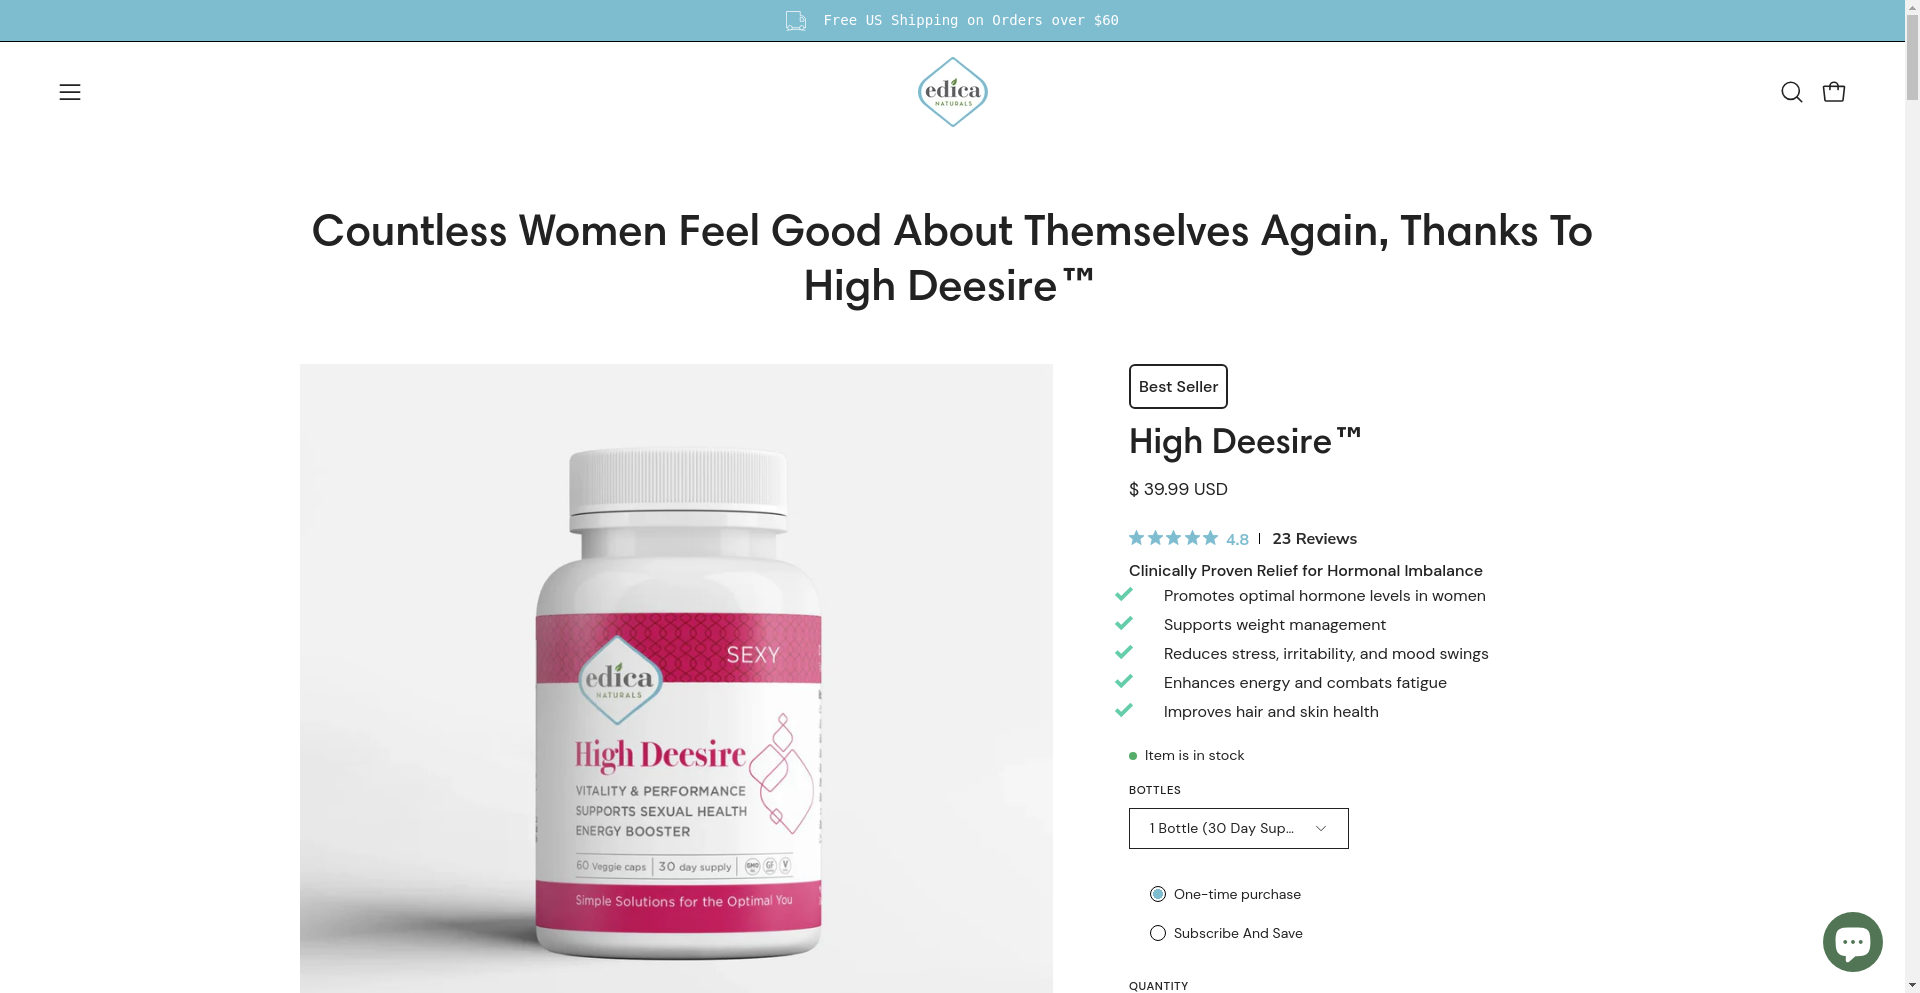 Free US Shipping on Orders over $60
edica
NATURALS
Countless Women Feel Good About Themselves Again, Thanks To
High Deesire™
SEXY
edica
NATURALS
High Deesire
VITALITY & PERFORMANCE
SUPPORTS SEXUAL HEALTH
ENERGY BOOSTER
60 Veggie caps | 30 day supply |
GMO
GF
V
Simple Solutions for the Optimal You
Best Seller
High Deesire™
$ 39.99 USD
4.8 | 23 Reviews
Clinically Proven Relief for Hormonal Imbalance
Promotes optimal hormone levels in women
Supports weight management
Reduces stress, irritability, and mood swings
Enhances energy and combats fatigue
Improves hair and skin health
Item is in stock
BOTTLES
1 Bottle (30 Day Sup...
One-time purchase
Subscribe And Save
QUANTITY